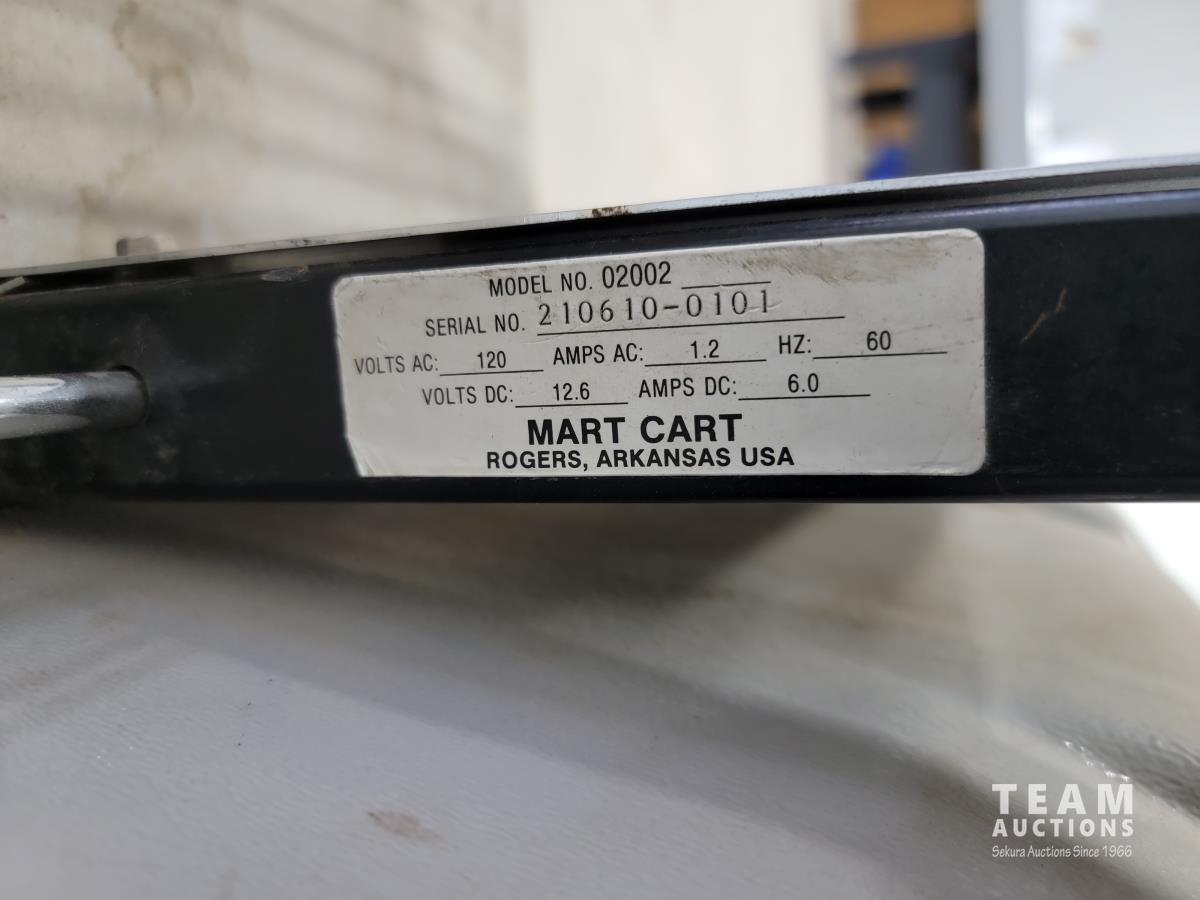 MODEL NO. 02002
SERIAL NO. 210610-0101
VOLTS AC: 120 AMPS AC: 1.2 HZ: 60
VOLTS DC: 12.6 AMPS DC: 6.0
MART CART
ROGERS, ARKANSAS USA
TEAM
AUCTIONS
Sekura Auctions Since 1966